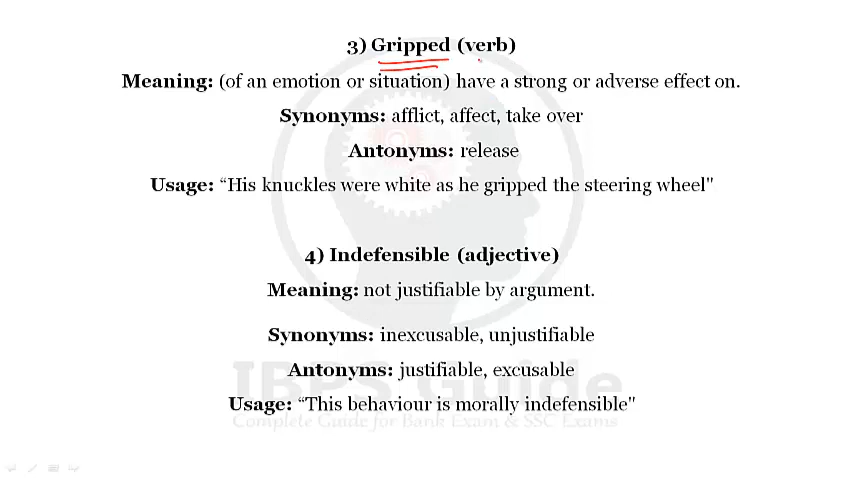 3) Gripped (verb)
Meaning: (of an emotion or situation) have a strong or adverse effect on.
Synonyms: afflict, affect, take over
Antonyms: release
Usage: “His knuckles were white as he gripped the steering wheel"
4) Indefensible (adjective)
Meaning: not justifiable by argument.
Synonyms: inexcusable, unjustifiable
Antonyms: justifiable, excusable
IBPS Guide
Usage: “This behaviour is morally indefensible"
Complete Guide for Bank Exam & SSC Exams